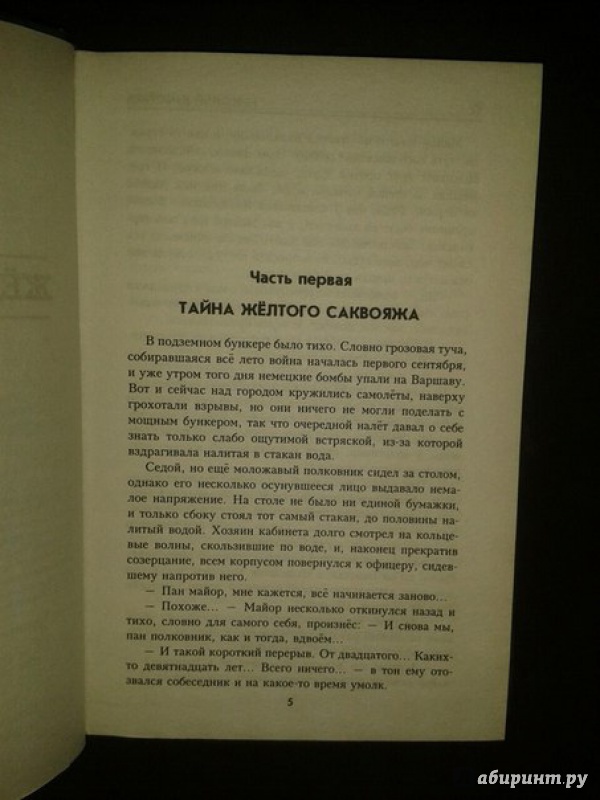 Часть первая
ТАЙНА ЖЁЛТОГО САКВОЯЖА
В подземном бункере было тихо. Словно грозовая туча,
собиравшаяся всё лето война началась первого сентября,
и уже утром того дня немецкие бомбы упали на Варшаву.
Вот и сейчас над городом кружились самолёты, наверху
грохотали взрывы, но они ничего не могли поделать с
мощным бункером, так что очередной налёт давал о себе
знать только слабо ощутимой встряской, из-за которой
вздрагивала налитая в стакан вода.
Седой, но ещё моложавый полковник сидел за столом,
однако его несколько осунувшееся лицо выдавало нема-
лое напряжение. На столе не было ни единой бумажки,
и только сбоку стоял тот самый стакан, до половины на-
литый водой. Хозяин кабинета долго смотрел на кольце-
вые волны, скользившие по воде, и, наконец прекратив
созерцание, всем корпусом повернулся к офицеру, сидев-
шему напротив него.
— Пан майор, мне кажется, всё начинается заново…
— Похоже… — Майор несколько откинулся назад и
тихо, словно для самого себя, произнёс: — И снова мы,
пан полковник, как и тогда, вдвоём…
— И такой короткий перерыв. От двадцатого… Каких-
то девятнадцать лет… Всего ничего… — в тон ему ото-
звался собеседник и на какое-то время умолк.
5
ЖЁ
абиринт.ру